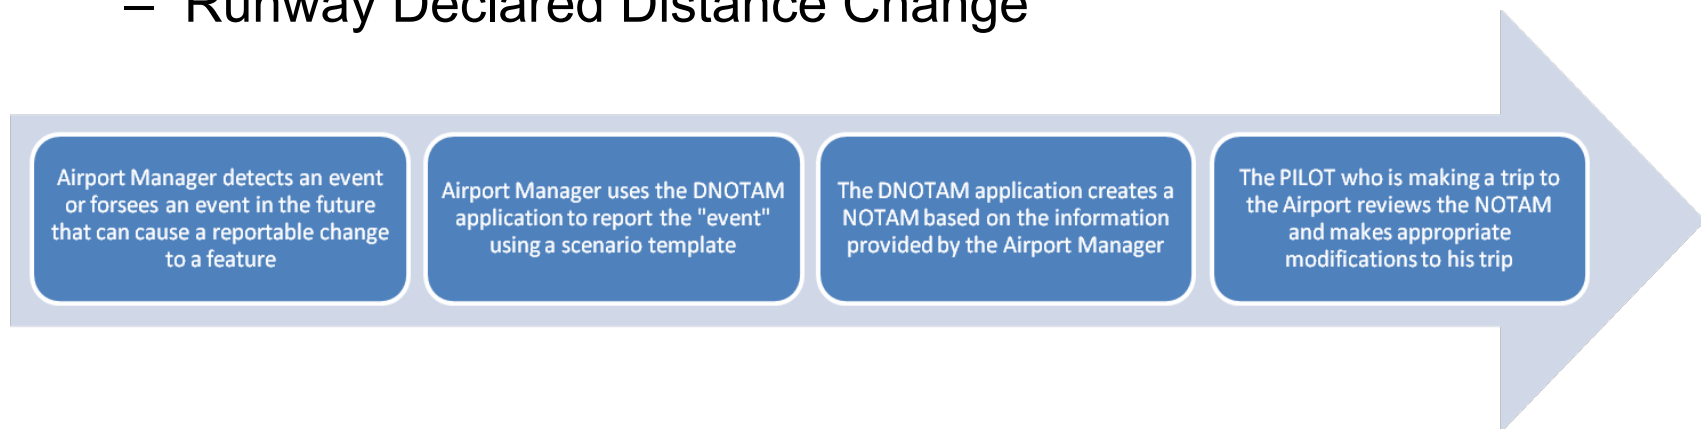 – Runway Declared Distance Change
Airport Manager detects an event
or forsees an event in the future
that can cause a reportable change
to a feature
Airport Manager uses the DNOTAM
application to report the "event"
using a scenario template
The DNOTAM application creates a
NOTAM based on the information
provided by the Airport Manager
The PILOT who is making a trip to
the Airport reviews the NOTAM
and makes appropriate
modifications to his trip